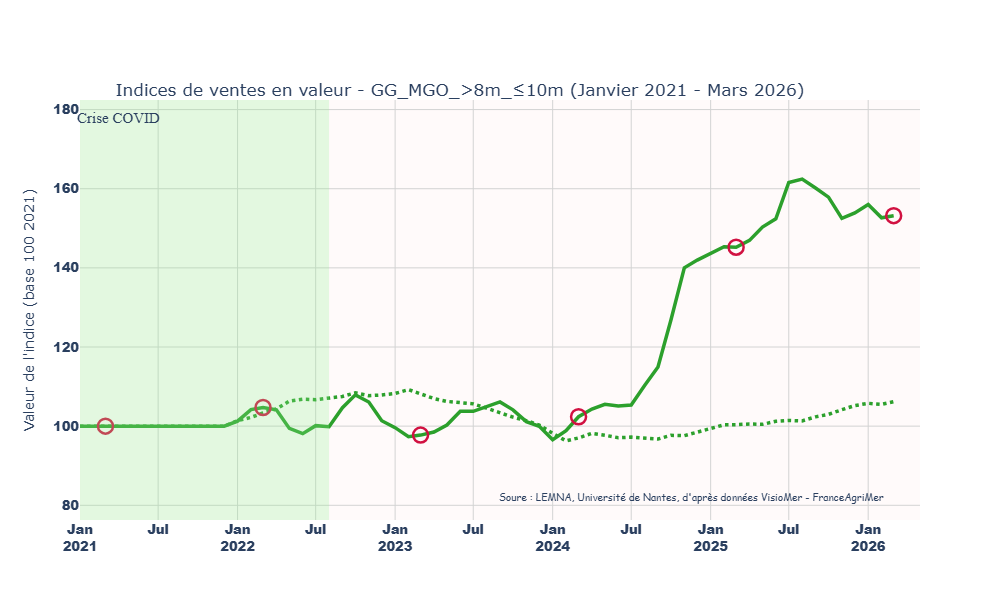 Indices de ventes en valeur - GG_MGO_>8m_≤10m (Janvier 2021 - Mars 2026)
180
Crise COVID
160
140
120
100
80
Valeur de l'indice (base 100 2021)
Soure : LEMNA, Université de Nantes, d'après données VisioMer - FranceAgriMer
Jan Jul Jan Jul Jan Jul Jan Jul Jan Jul Jan
2021 2022 2023 2024 2025 2026